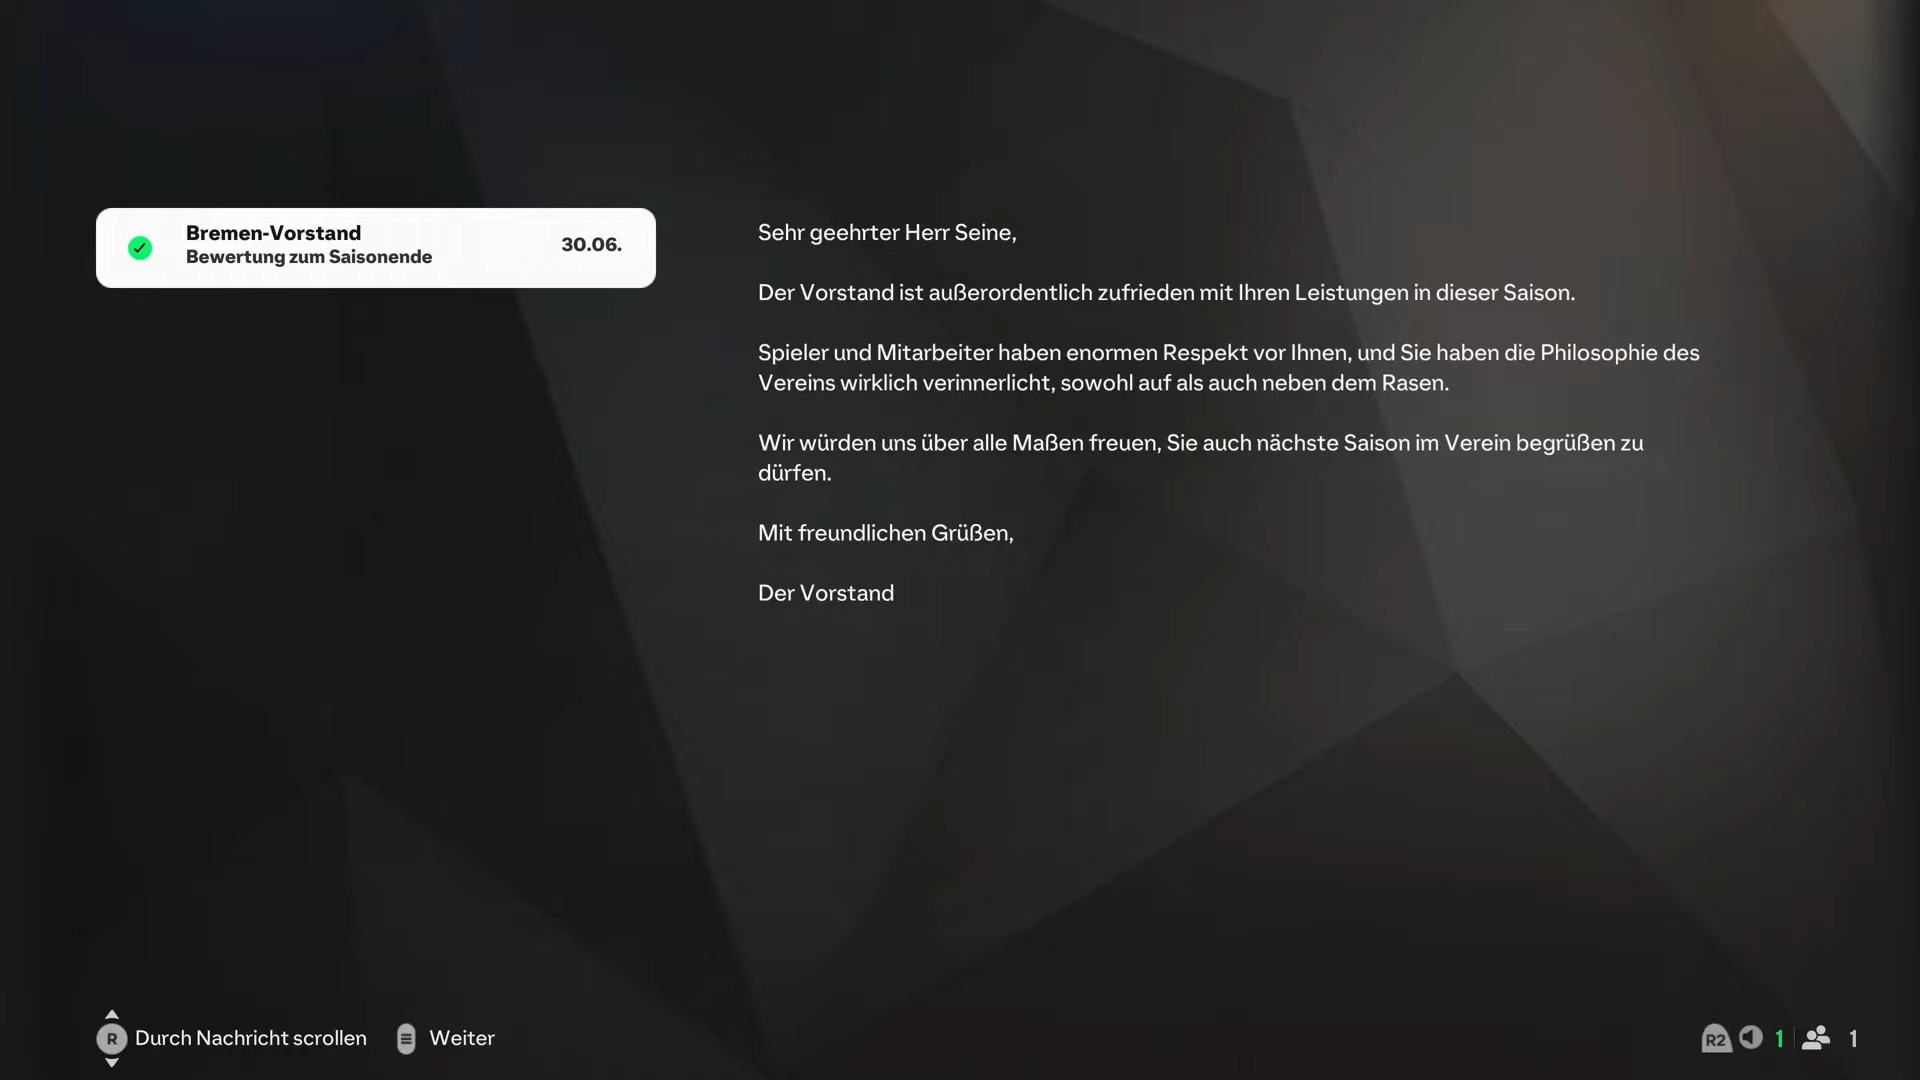 Bremen-Vorstand
Bewertung zum Saisonende
30.06.
Sehr geehrter Herr Seine,
Der Vorstand ist außerordentlich zufrieden mit Ihren Leistungen in dieser Saison.
Spieler und Mitarbeiter haben enormen Respekt vor Ihnen, und Sie haben die Philosophie des
Vereins wirklich verinnerlicht, sowohl auf als auch neben dem Rasen.
Wir würden uns über alle Maßen freuen, Sie auch nächste Saison im Verein begrüßen zu
dürfen.
Mit freundlichen Grüßen,
Der Vorstand
R Durch Nachricht scrollen Weiter
R2 1 1